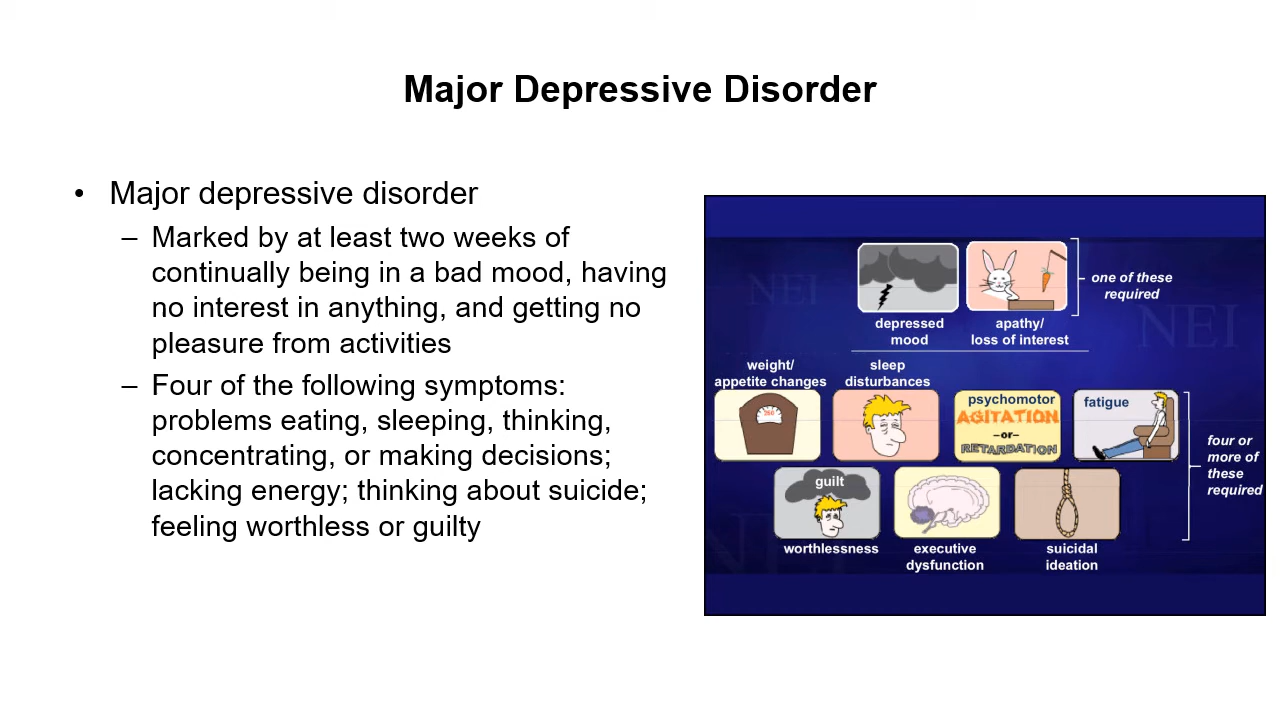 Major Depressive Disorder
• Major depressive disorder
– Marked by at least two weeks of
continually being in a bad mood, having
no interest in anything, and getting no
pleasure from activities
– Four of the following symptoms:
problems eating, sleeping, thinking,
concentrating, or making decisions;
lacking energy; thinking about suicide;
feeling worthless or guilty
NEI
NEI
one of these
required
depressed
mood
apathy/
loss of interest
weight/
appetite changes
sleep
disturbances
psychomotor
AGITATION
–or–
RETARDATION
fatigue
four or
more of
these
required
guilt
worthlessness
executive
dysfunction
suicidal
ideation